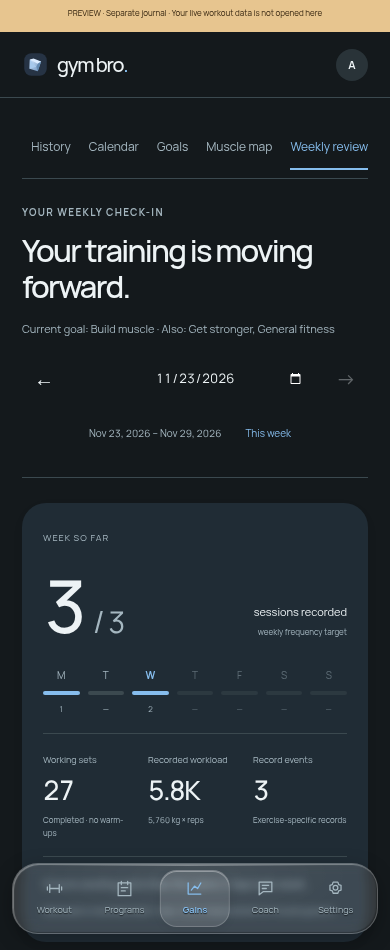 PREVIEW · Separate journal · Your live workout data is not opened here
gym bro.
A
History Calendar Goals Muscle map Weekly review
YOUR WEEKLY CHECK-IN
Your training is moving
forward.
Current goal: Build muscle · Also: Get stronger, General fitness
← 11/23/2026 →
Nov 23, 2026 – Nov 29, 2026 This week
WEEK SO FAR
3 / 3
sessions recorded
weekly frequency target
M T W T F S S
1 – 2 – – – –
Working sets Recorded workload Record events
27 5.8K 3
Completed · no warm-ups 5,760 kg × reps Exercise-specific records
Workout Programs Gains Coach Settings